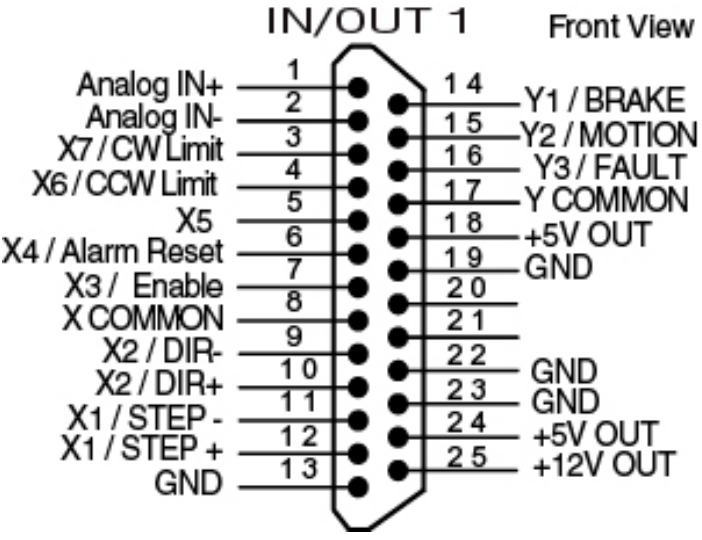 IN/OUT 1 Front View
Analog IN+ 1
Analog IN- 2
X7 / CW Limit 3
X6 / CCW Limit 4
X5 5
X4 / Alarm Reset 6
X3 / Enable 7
X COMMON 8
X2 / DIR- 9
X2 / DIR+ 10
X1 / STEP - 11
X1 / STEP + 12
GND 13
14 Y1 / BRAKE
15 Y2 / MOTION
16 Y3 / FAULT
17 Y COMMON
18 +5V OUT
19 GND
20
21
22 GND
23 GND
24 +5V OUT
25 +12V OUT